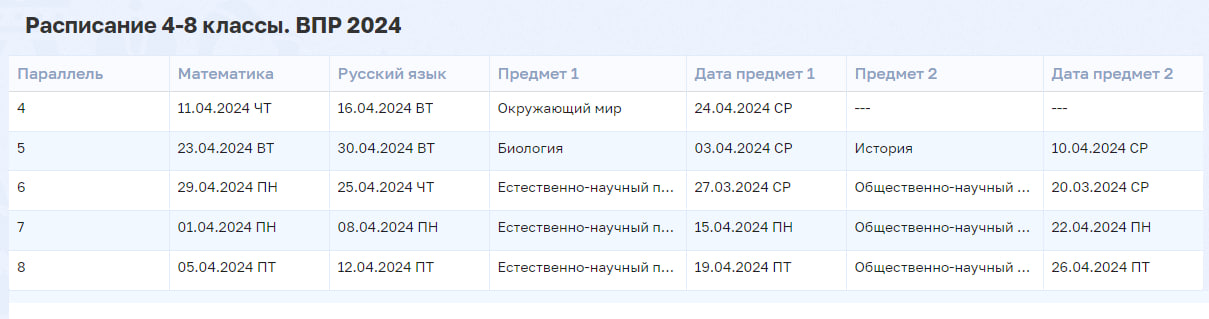 Расписание 4-8 классы. ВПР 2024
Параллель Математика Русский язык Предмет 1 Дата предмет 1 Предмет 2 Дата предмет 2
4 11.04.2024 ЧТ 16.04.2024 ВТ Окружающий мир 24.04.2024 СР --- ---
5 23.04.2024 ВТ 30.04.2024 ВТ Биология 03.04.2024 СР История 10.04.2024 СР
6 29.04.2024 ПН 25.04.2024 ЧТ Естественно-научный п... 27.03.2024 СР Общественно-научный ... 20.03.2024 СР
7 01.04.2024 ПН 08.04.2024 ПН Естественно-научный п... 15.04.2024 ПН Общественно-научный ... 22.04.2024 ПН
8 05.04.2024 ПТ 12.04.2024 ПТ Естественно-научный п... 19.04.2024 ПТ Общественно-научный ... 26.04.2024 ПТ